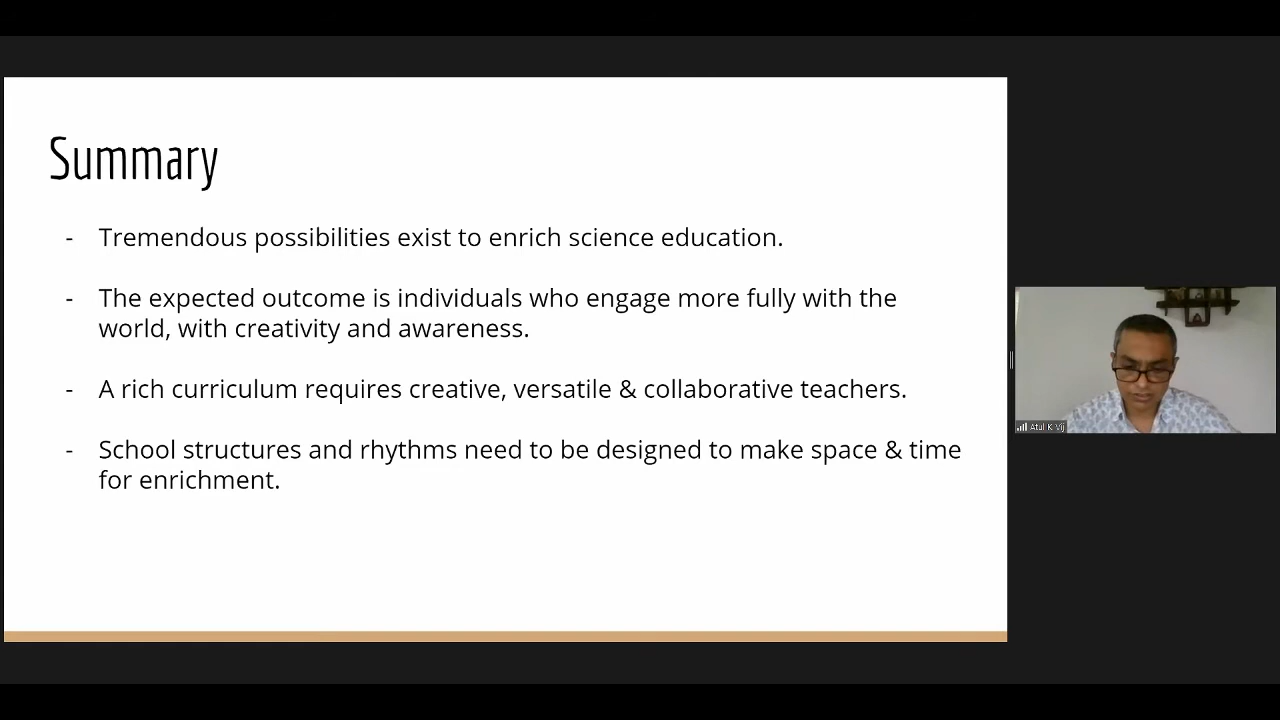 Summary
- Tremendous possibilities exist to enrich science education.
- The expected outcome is individuals who engage more fully with the
world, with creativity and awareness.
- A rich curriculum requires creative, versatile & collaborative teachers.
- School structures and rhythms need to be designed to make space & time
for enrichment.
Atul K Vij